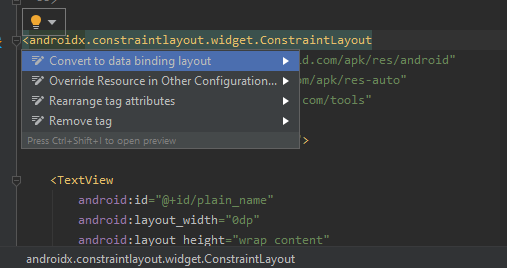 <androidx.constraintlayout.widget.ConstraintLayout
Convert to data binding layout
id.com/apk/res/android"
Override Resource in Other Configuration...
om/apk/res-auto"
Rearrange tag attributes
com/tools"
Remove tag
Press Ctrl+Shift+I to open preview
">
<TextView
android:id="@+id/plain_name"
android:layout_width="0dp"
android:layout_height="wrap_content"
androidx.constraintlayout.widget.ConstraintLayout